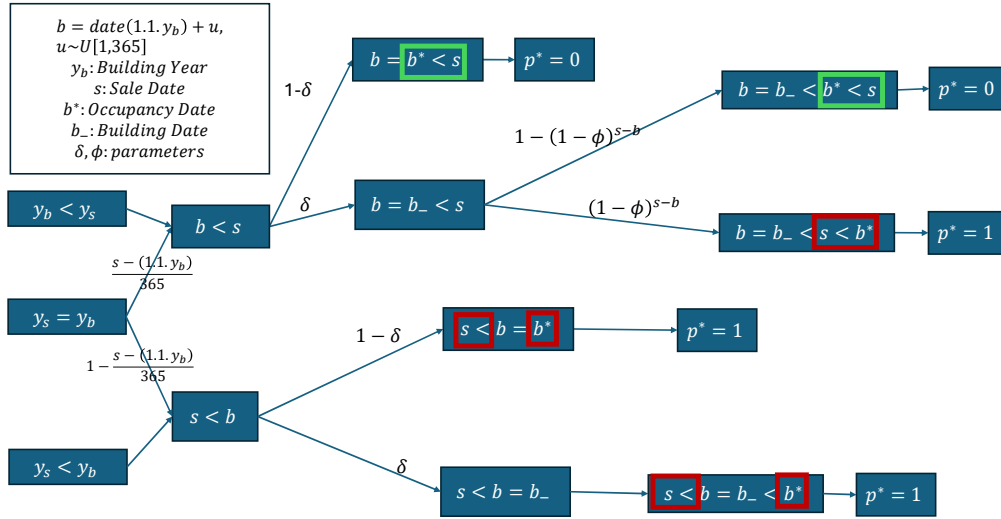 b = date(1.1. y_b) + u,
u~U[1,365]
y_b: Building Year
s: Sale Date
b*: Occupancy Date
b_−: Building Date
δ, ϕ: parameters
b = b* < s
p* = 0
1-δ
b = b_− < b* < s
p* = 0
1 − (1 − ϕ)^{s−b}
y_b < y_s
b < s
δ
b = b_− < s
(1 − ϕ)^{s−b}
b = b_− < s < b*
p* = 1
\frac{s − (1.1. y_b)}{365}
y_s = y_b
1 − δ
s < b = b*
p* = 1
1 − \frac{s − (1.1. y_b)}{365}
s < b
y_s < y_b
δ
s < b = b_−
s < b = b_− < b*
p* = 1